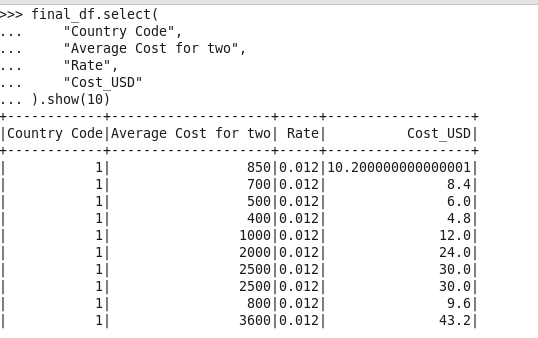 >>> final_df.select(
...     "Country Code",
...     "Average Cost for two",
...     "Rate",
...     "Cost_USD"
... ).show(10)
+------------+--------------------+-----+------------------+
|Country Code|Average Cost for two| Rate|          Cost_USD|
+------------+--------------------+-----+------------------+
|           1|                 850|0.012|10.200000000000001|
|           1|                 700|0.012|               8.4|
|           1|                 500|0.012|               6.0|
|           1|                 400|0.012|               4.8|
|           1|                1000|0.012|              12.0|
|           1|                2000|0.012|              24.0|
|           1|                2500|0.012|              30.0|
|           1|                2500|0.012|              30.0|
|           1|                 800|0.012|               9.6|
|           1|                3600|0.012|              43.2|